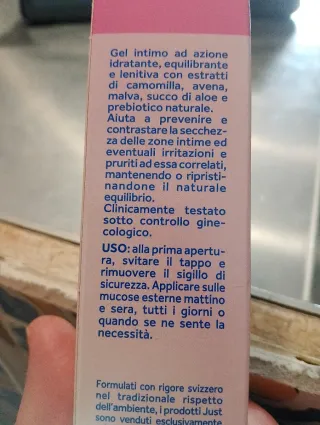 Gel intimo ad azione
idratante, equilibrante
e lenitiva con estratti
di camomilla, avena,
malva, succo di aloe e
prebiotico naturale.
Aiuta a prevenire e
contrastare la secchez-
za delle zone intime ed
eventuali irritazioni e
pruriti ad essa correlati,
mantenendo o ripristi-
nandone il naturale
equilibrio.
Clinicamente testato
sotto controllo gine-
cologico.
USO: alla prima apertu-
ra, svitare il tappo e
rimuovere il sigillo di
sicurezza. Applicare sulle
mucose esterne mattino
e sera, tutti i giorni o
quando se ne sente la
necessità.
Formulati con rigore svizzero
nel tradizionale rispetto
dell'ambiente, i prodotti Just
sono venduti esclusivamente